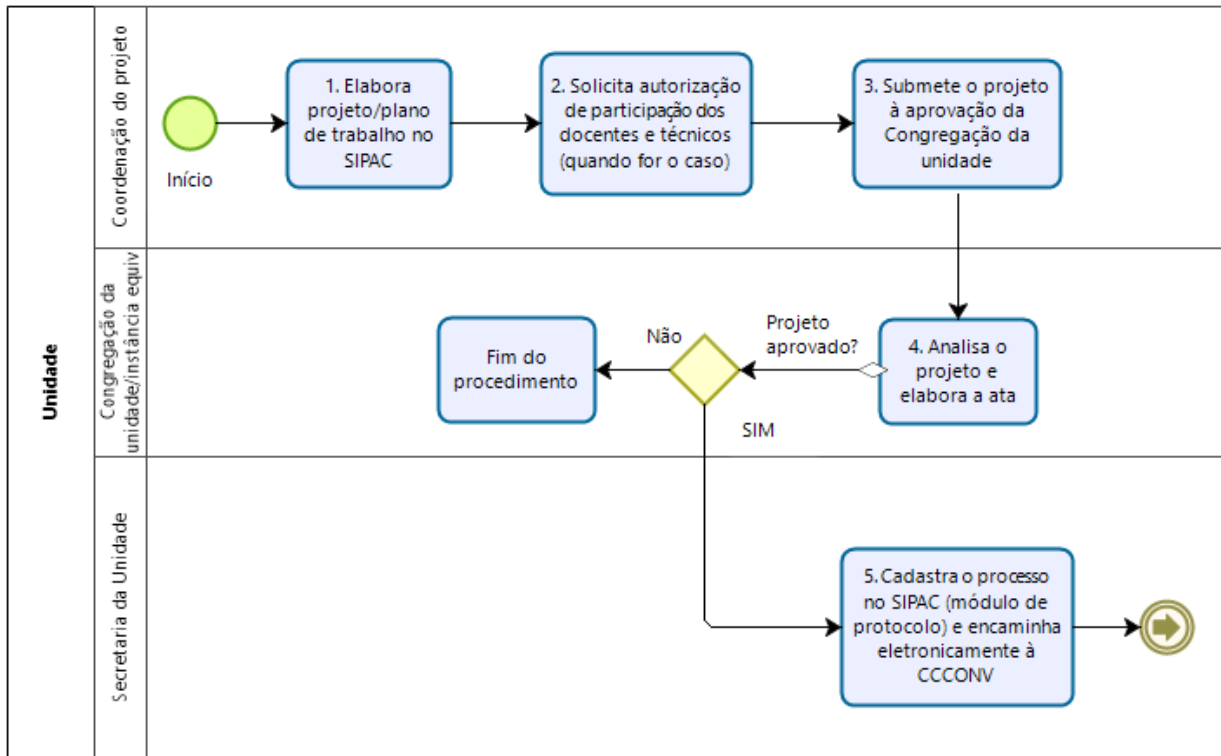 Unidade
Coordenação do projeto
Início
1. Elabora
projeto/plano
de trabalho no
SIPAC
2. Solicita autorização
de participação dos
docentes e técnicos
(quando for o caso)
3. Submete o projeto
à aprovação da
Congregação da
unidade
Congregação da
unidade/instância equiv
Fim do
procedimento
Não
Projeto
aprovado?
SIM
4. Analisa o
projeto e
elabora a ata
Secretaria da Unidade
5. Cadastra o processo
no SIPAC (módulo de
protocolo) e encaminha
eletronicamente à
CCCONV